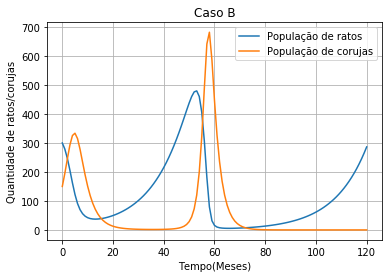 Caso B
População de ratos
População de corujas
Quantidade de ratos/corujas
700
600
500
400
300
200
100
0
0 20 40 60 80 100 120
Tempo(Meses)